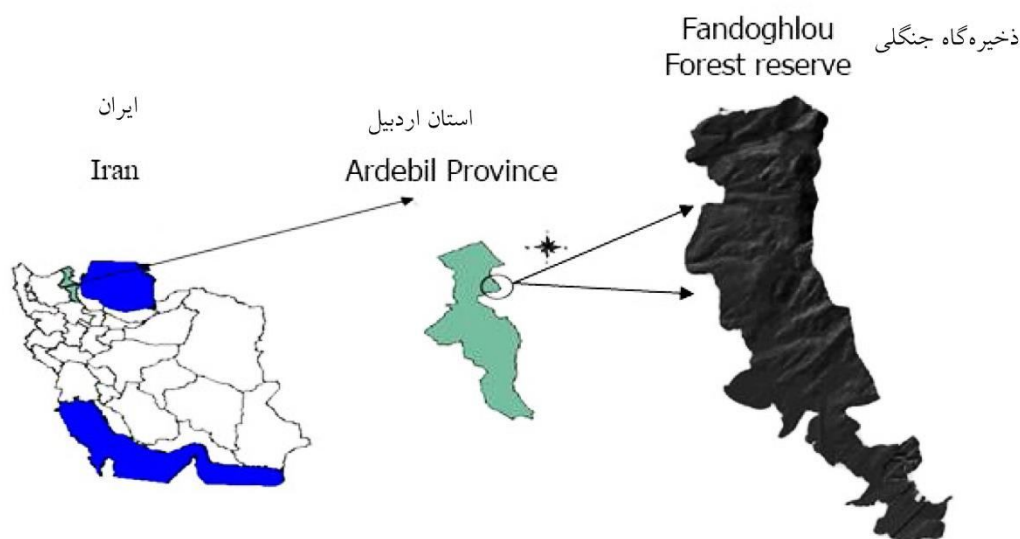 ایران
Iran
استان اردبیل
Ardebil Province
Fandoghlou
Forest reserve
ذخیره‌گاه جنگلی